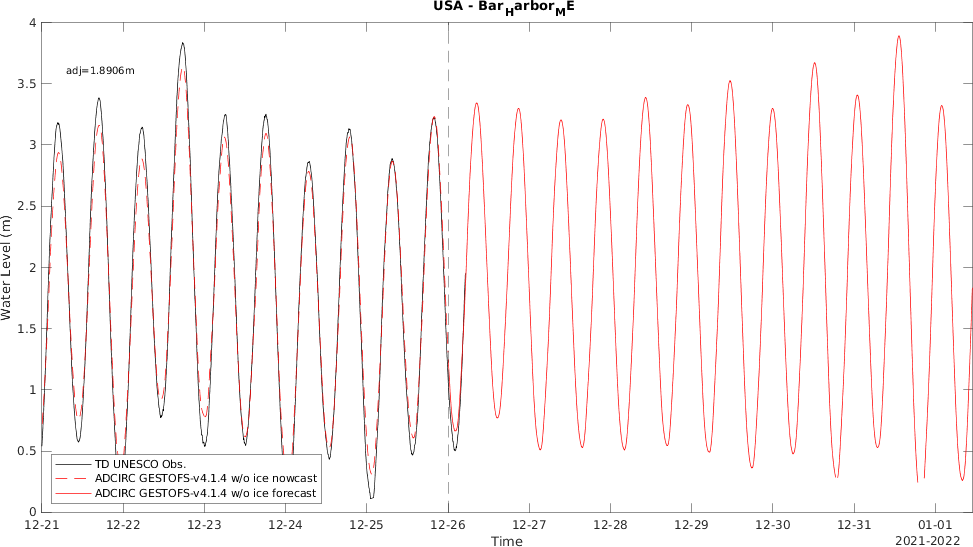 USA - BarHarborME
4
adj=1.8906m
3.5
3
2.5
2
1.5
1
0.5
0
Water Level (m)
TD UNESCO Obs.
ADCIRC GESTOFS-v4.1.4 w/o ice nowcast
ADCIRC GESTOFS-v4.1.4 w/o ice forecast
12-21 12-22 12-23 12-24 12-25 12-26 12-27 12-28 12-29 12-30 12-31 01-01
Time
2021-2022